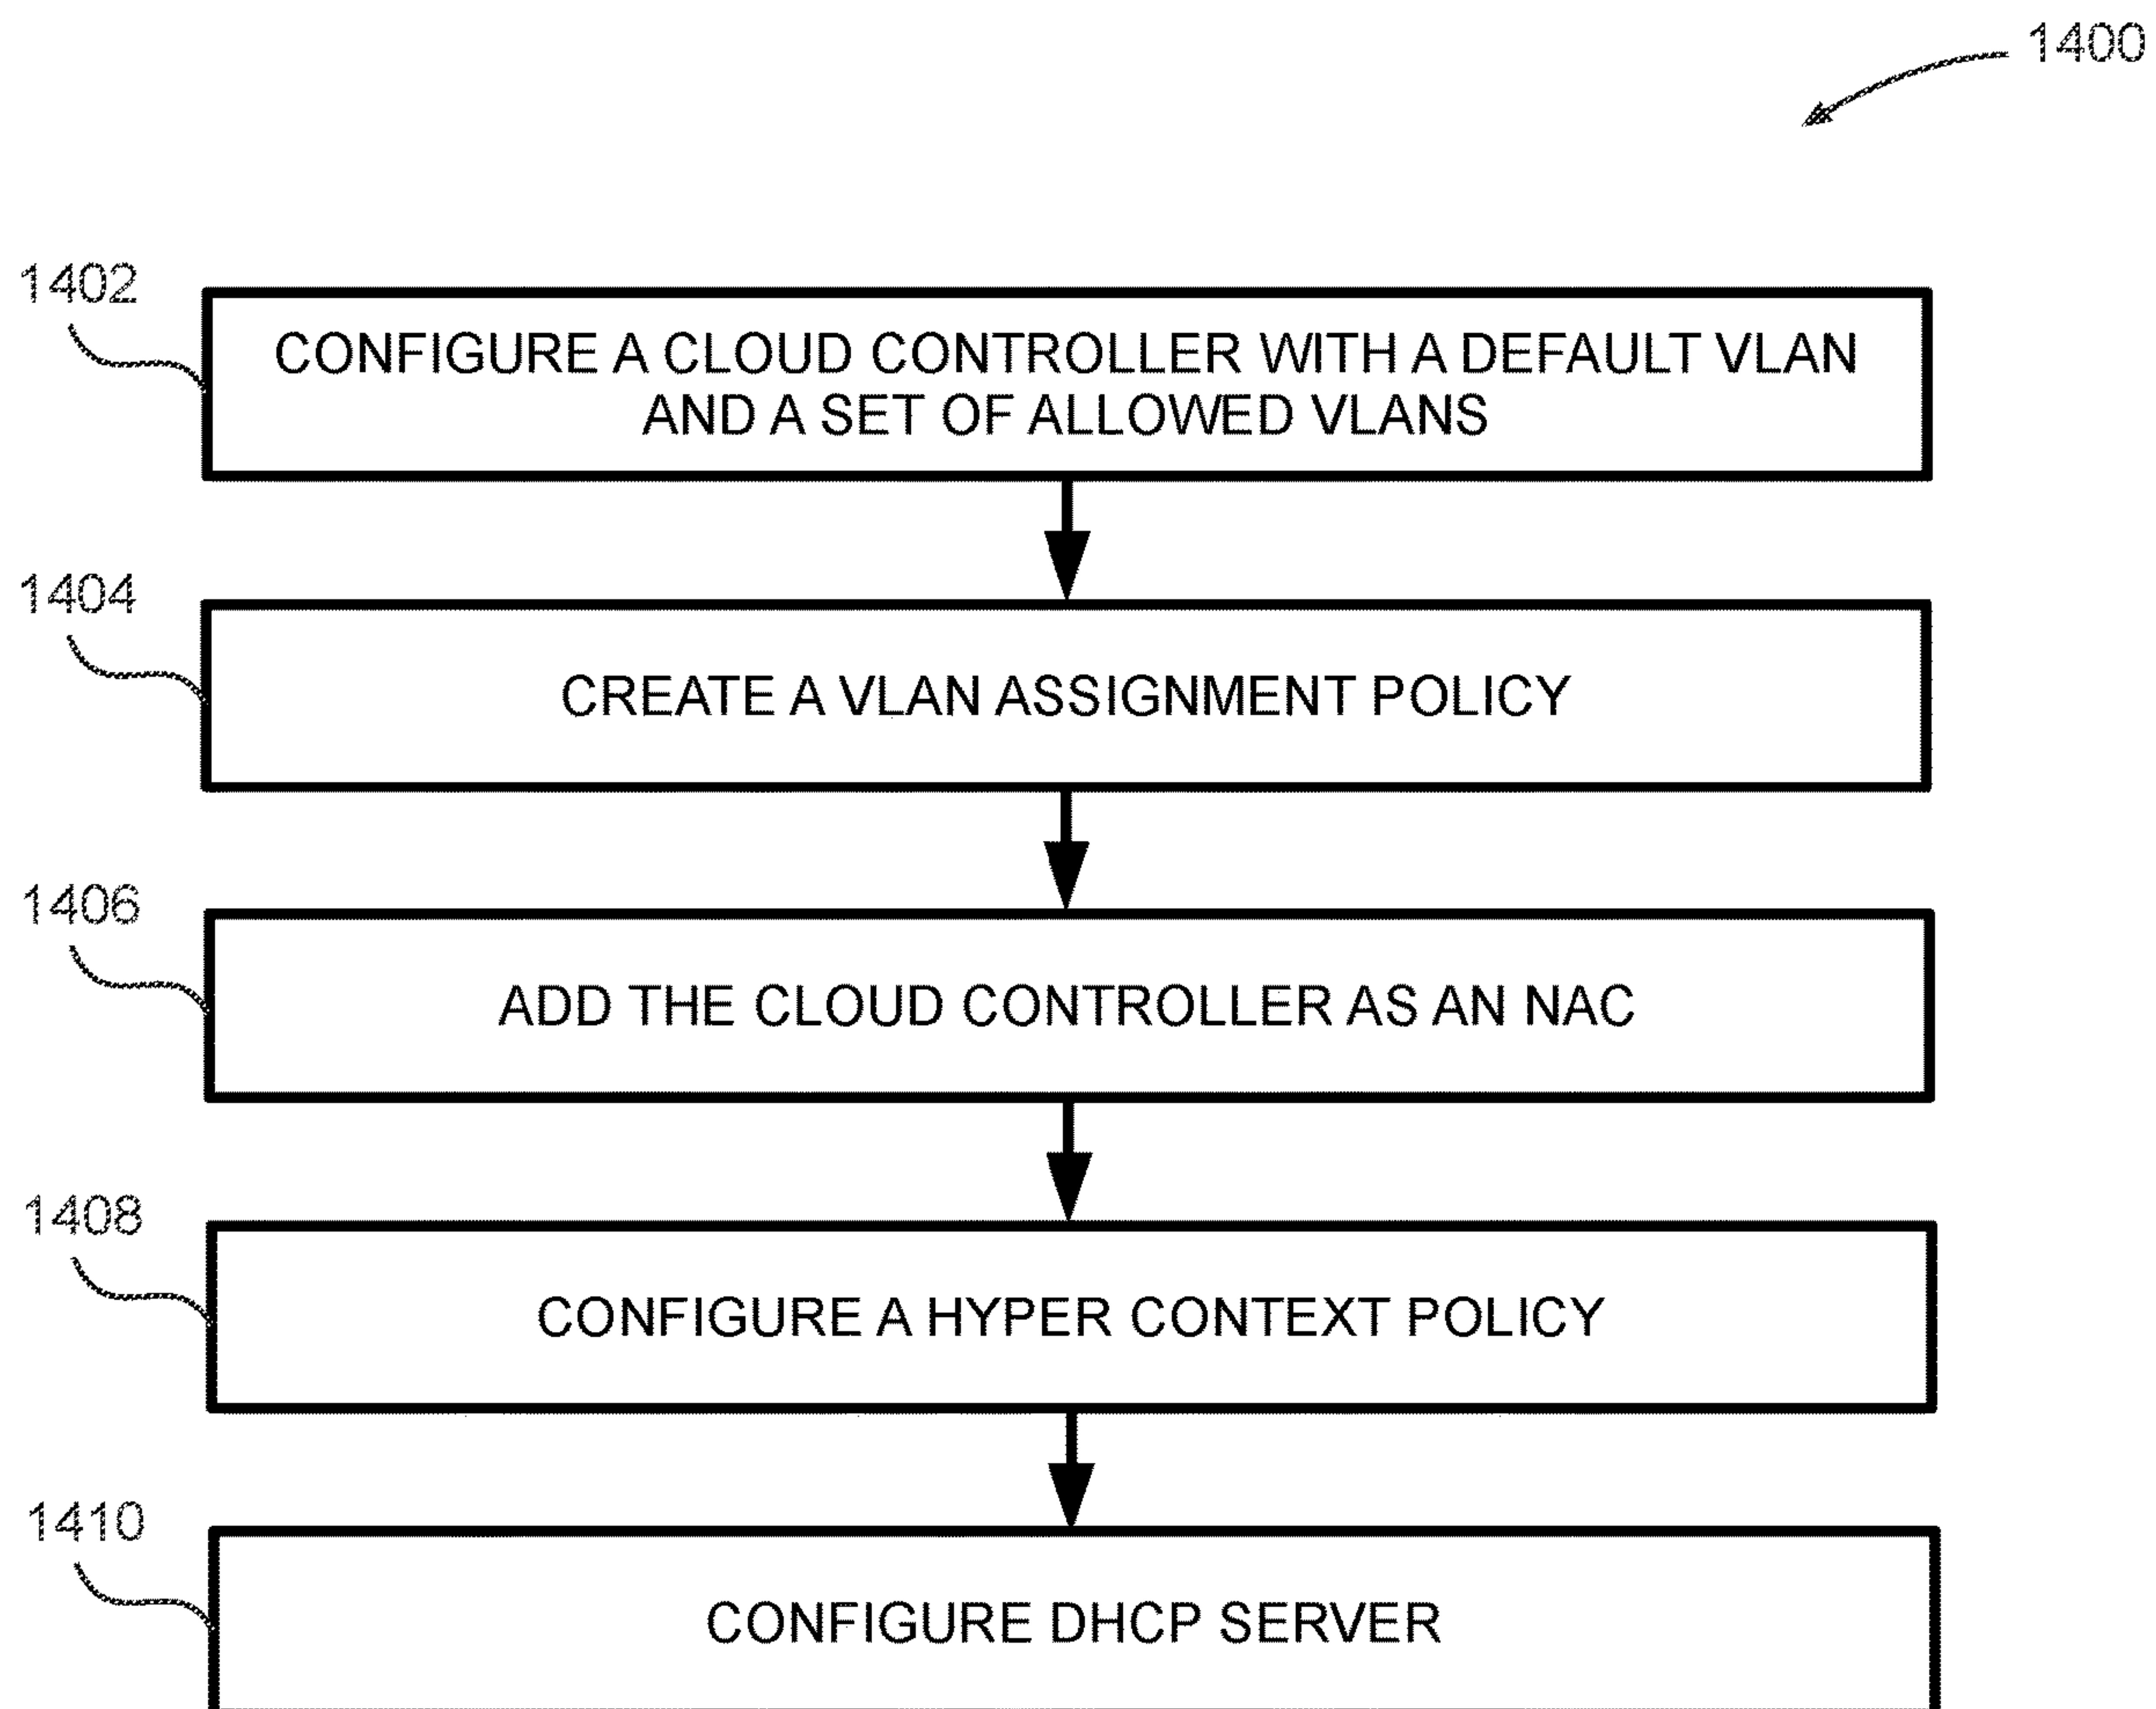 1400
1402
CONFIGURE A CLOUD CONTROLLER WITH A DEFAULT VLAN
AND A SET OF ALLOWED VLANS
1404
CREATE A VLAN ASSIGNMENT POLICY
1406
ADD THE CLOUD CONTROLLER AS AN NAC
1408
CONFIGURE A HYPER CONTEXT POLICY
1410
CONFIGURE DHCP SERVER